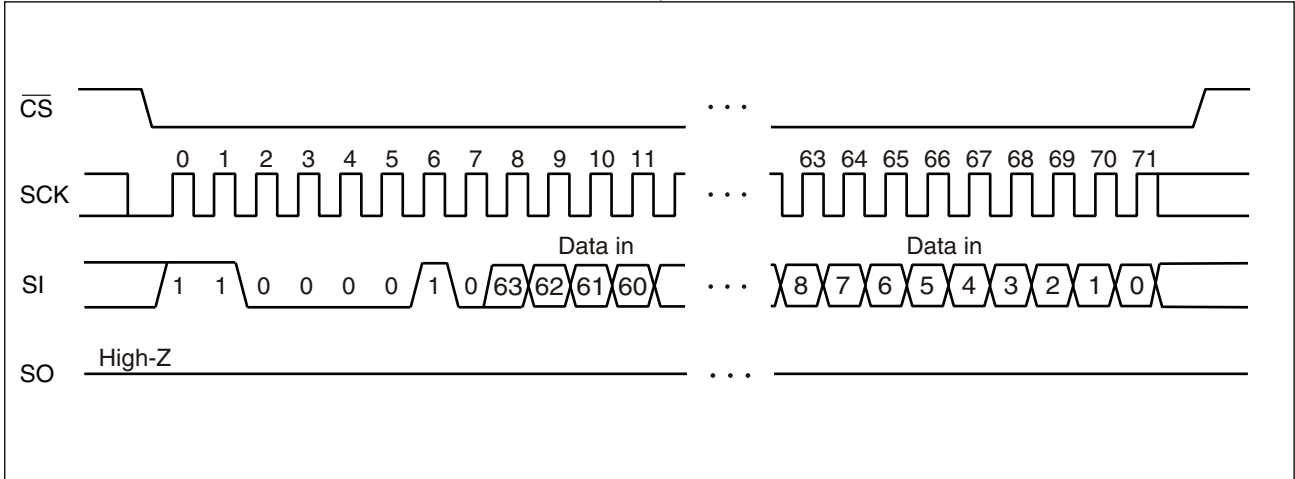 CS ...
0 1 2 3 4 5 6 7 8 9 10 11 63 64 65 66 67 68 69 70 71
SCK ...
Data in Data in
SI 1 1 0 0 0 0 1 0 63 62 61 60 ... 8 7 6 5 4 3 2 1 0
High-Z
SO ...